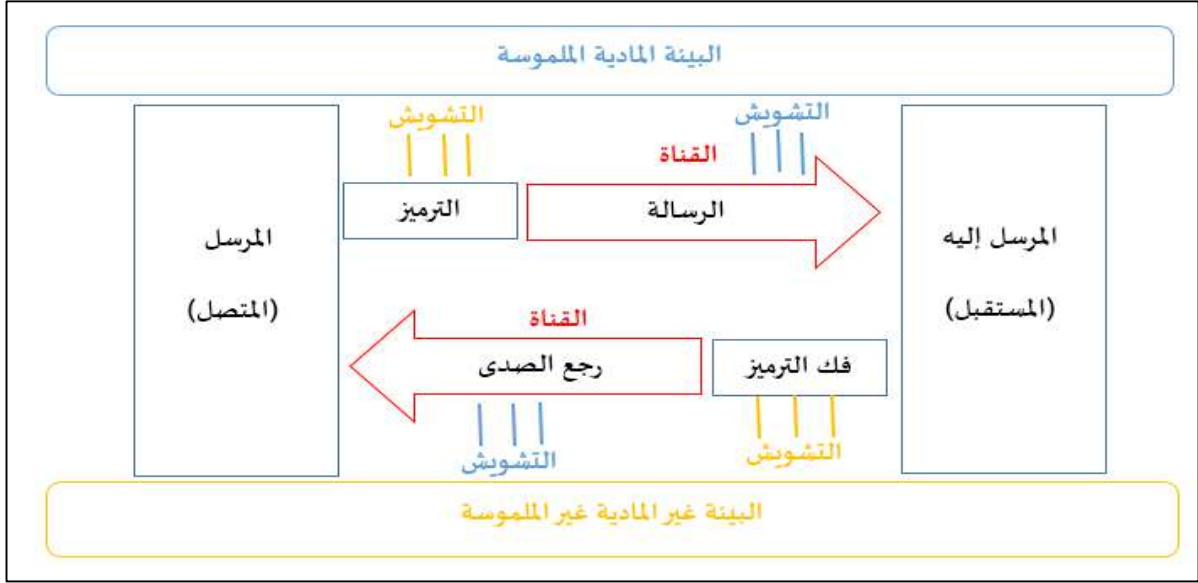 البيئة المادية الملموسة
التشويش
التشويش
القناة
المرسل إليه
(المستقبل)
الرسالة
الترميز
المرسل
(المتصل)
القناة
فك الترميز
رجع الصدى
التشويش
التشويش
البيئة غير المادية غير الملموسة